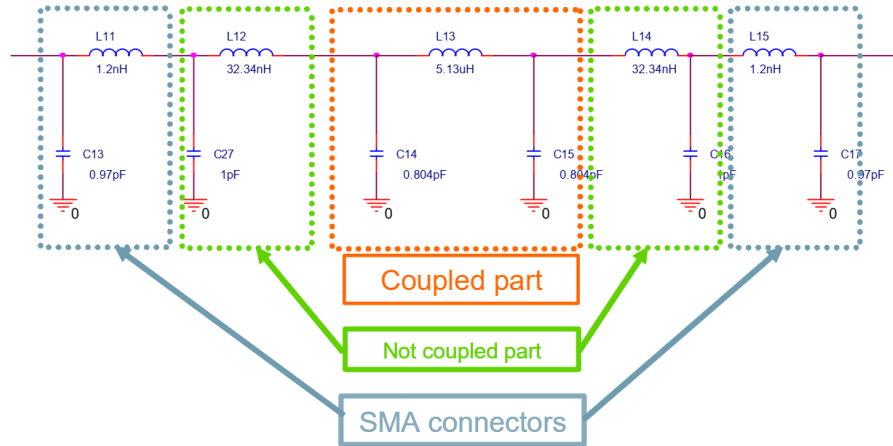 L11 L12 L13 L14 L15
1.2nH 32.34nH 5.13uH 32.34nH 1.2nH
C13 C27 C14 C15 C16 C17
0.97pF 1pF 0.804pF 0.804pF 1pF 0.97pF
0 0 0 0 0 0
Coupled part
Not coupled part
SMA connectors